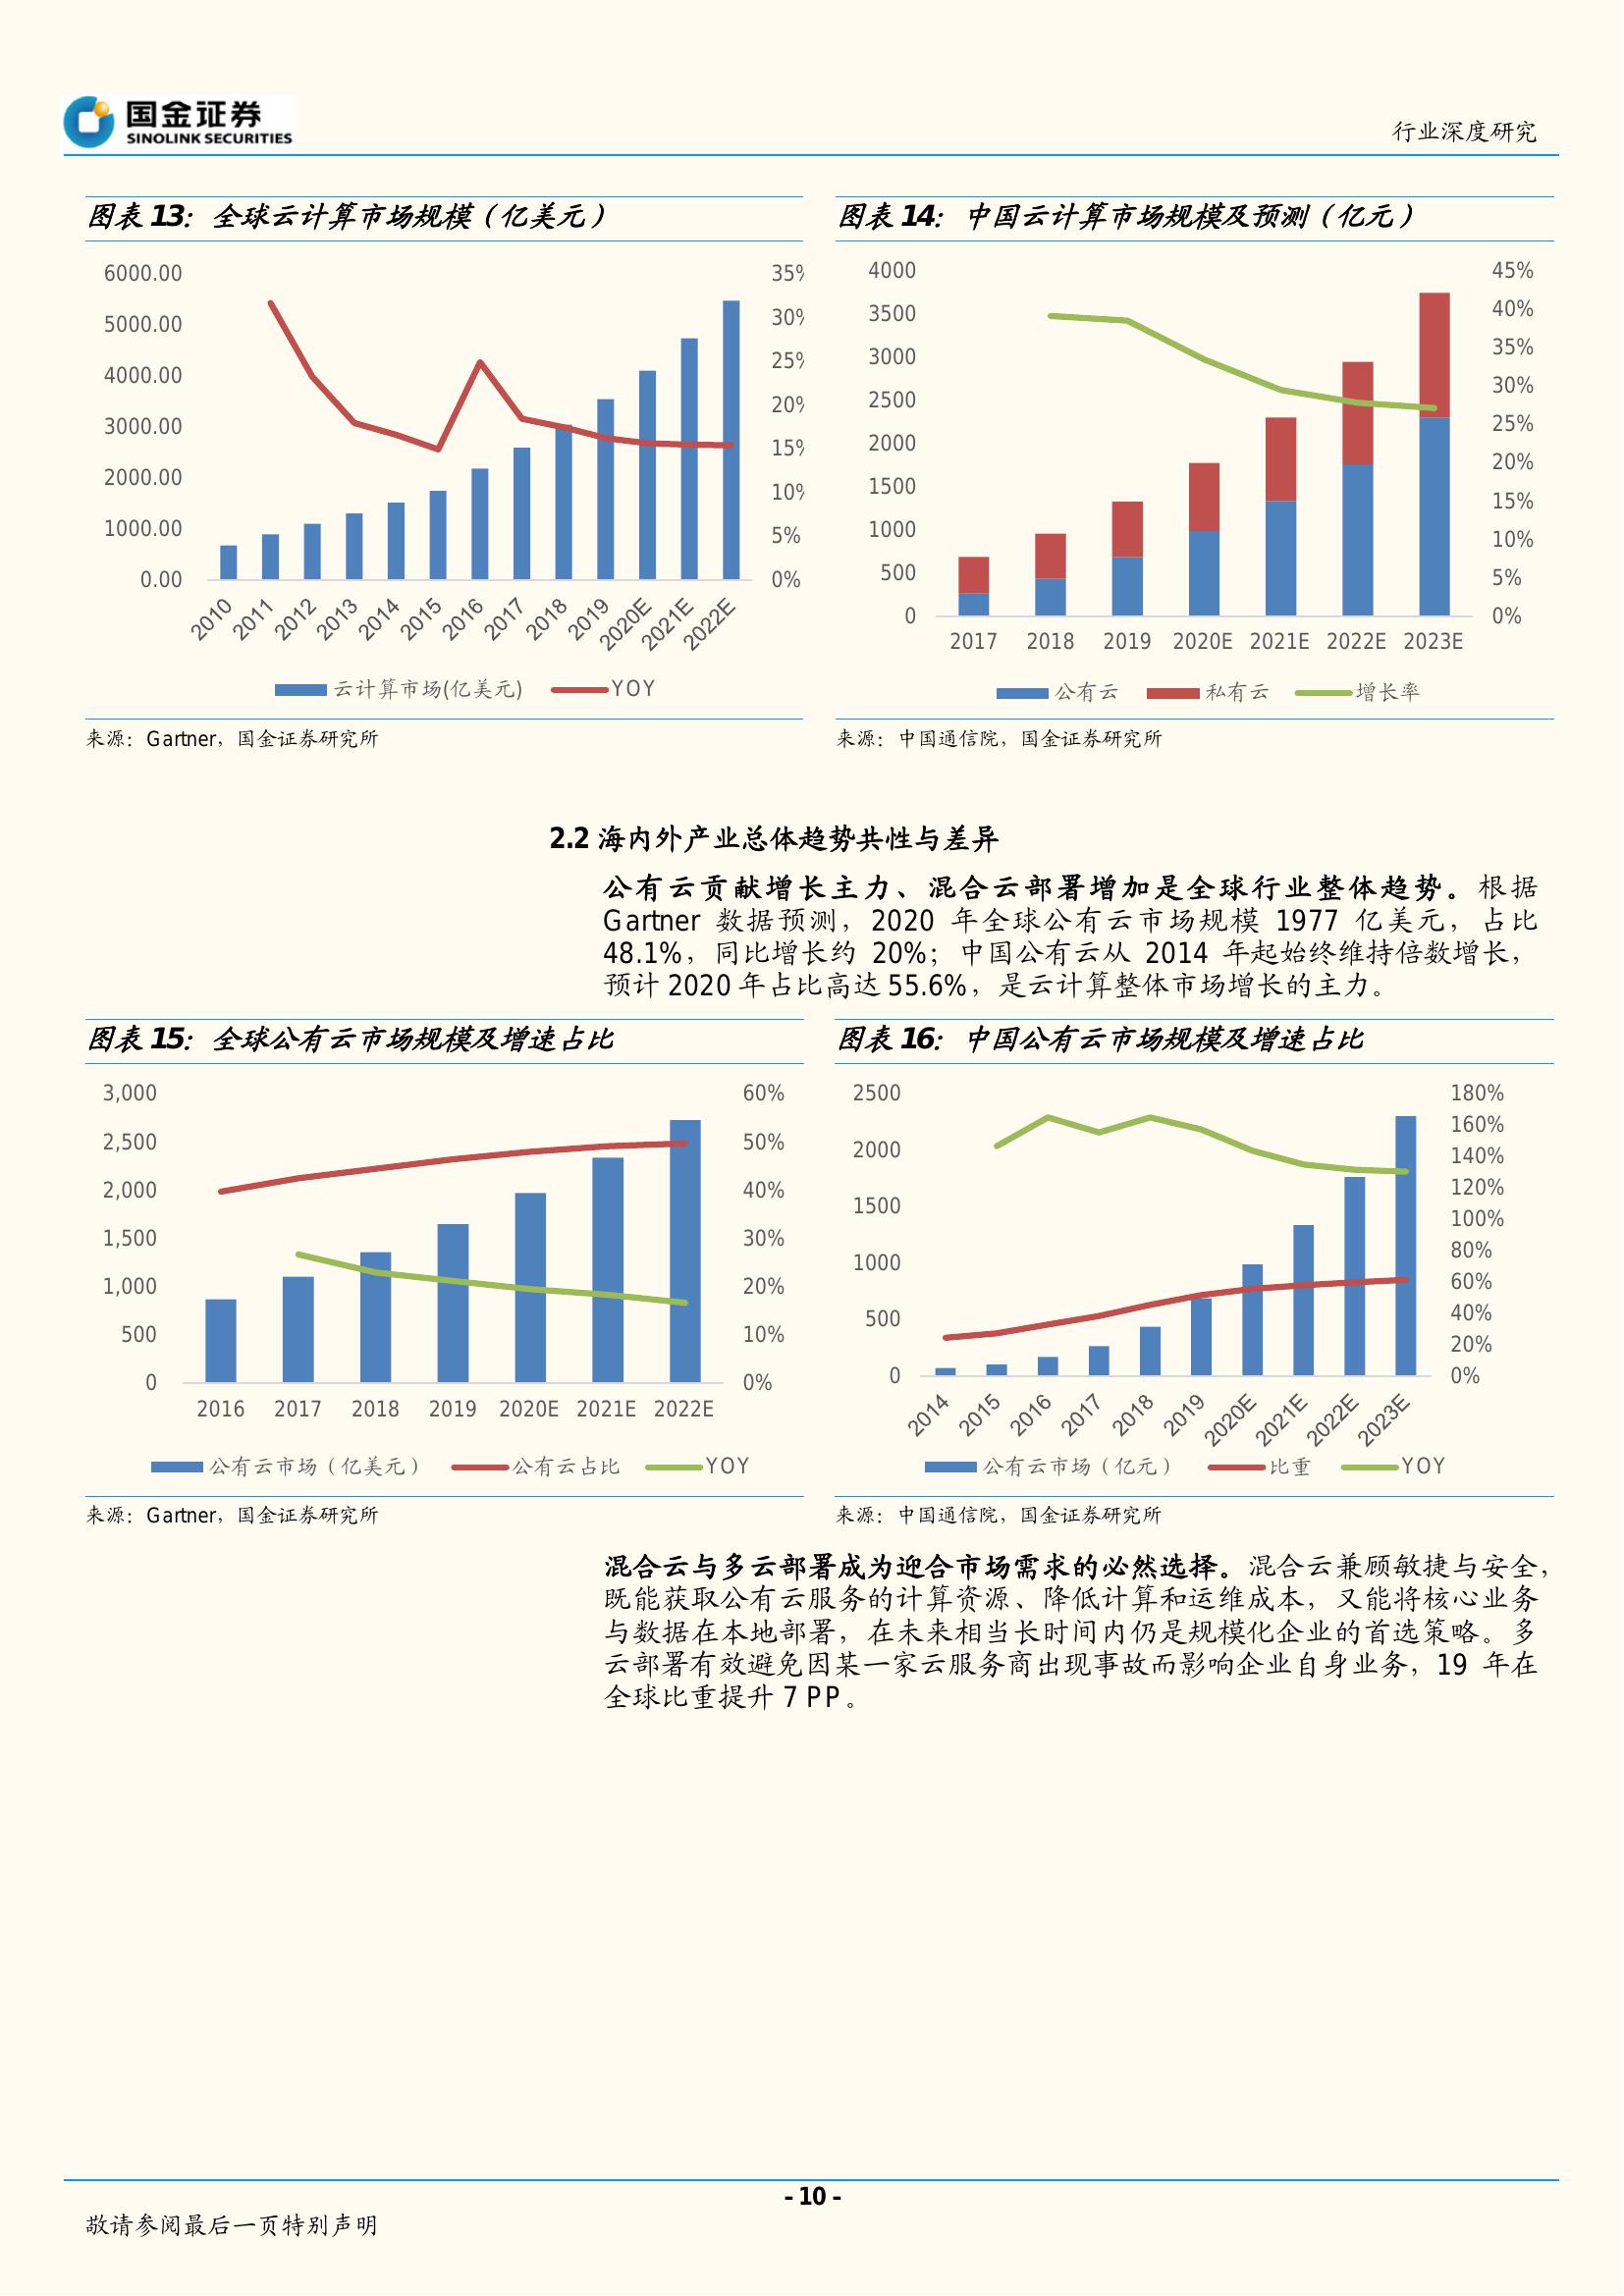 国金证券
SINOLINK SECURITIES
行业深度研究
图表 13：全球云计算市场规模（亿美元）
6000.00
5000.00
4000.00
3000.00
2000.00
1000.00
0.00
35%
30%
25%
20%
15%
10%
5%
0%
2010 2011 2012 2013 2014 2015 2016 2017 2018 2019 2020E 2021E 2022E
云计算市场(亿美元) YOY
来源：Gartner，国金证券研究所
图表 14：中国云计算市场规模及预测（亿元）
4000
3500
3000
2500
2000
1500
1000
500
0
45%
40%
35%
30%
25%
20%
15%
10%
5%
0%
2017 2018 2019 2020E 2021E 2022E 2023E
公有云 私有云 增长率
来源：中国通信院，国金证券研究所
2.2 海内外产业总体趋势共性与差异
公有云贡献增长主力、混合云部署增加是全球行业整体趋势。根据
Gartner 数据预测，2020 年全球公有云市场规模 1977 亿美元，占比
48.1%，同比增长约 20%；中国公有云从 2014 年起始终维持倍数增长，
预计 2020 年占比高达 55.6%，是云计算整体市场增长的主力。
图表 15：全球公有云市场规模及增速占比
3,000
2,500
2,000
1,500
1,000
500
0
60%
50%
40%
30%
20%
10%
0%
2016 2017 2018 2019 2020E 2021E 2022E
公有云市场（亿美元） 公有云占比 YOY
来源：Gartner，国金证券研究所
图表 16：中国公有云市场规模及增速占比
2500
2000
1500
1000
500
0
180%
160%
140%
120%
100%
80%
60%
40%
20%
0%
2014 2015 2016 2017 2018 2019 2020E 2021E 2022E 2023E
公有云市场（亿元） 比重 YOY
来源：中国通信院，国金证券研究所
混合云与多云部署成为迎合市场需求的必然选择。混合云兼顾敏捷与安全，
既能获取公有云服务的计算资源、降低计算和运维成本，又能将核心业务
与数据在本地部署，在未来相当长时间内仍是规模化企业的首选策略。多
云部署有效避免因某一家云服务商出现事故而影响企业自身业务，19 年在
全球比重提升 7 PP。
- 10 -
敬请参阅最后一页特别声明